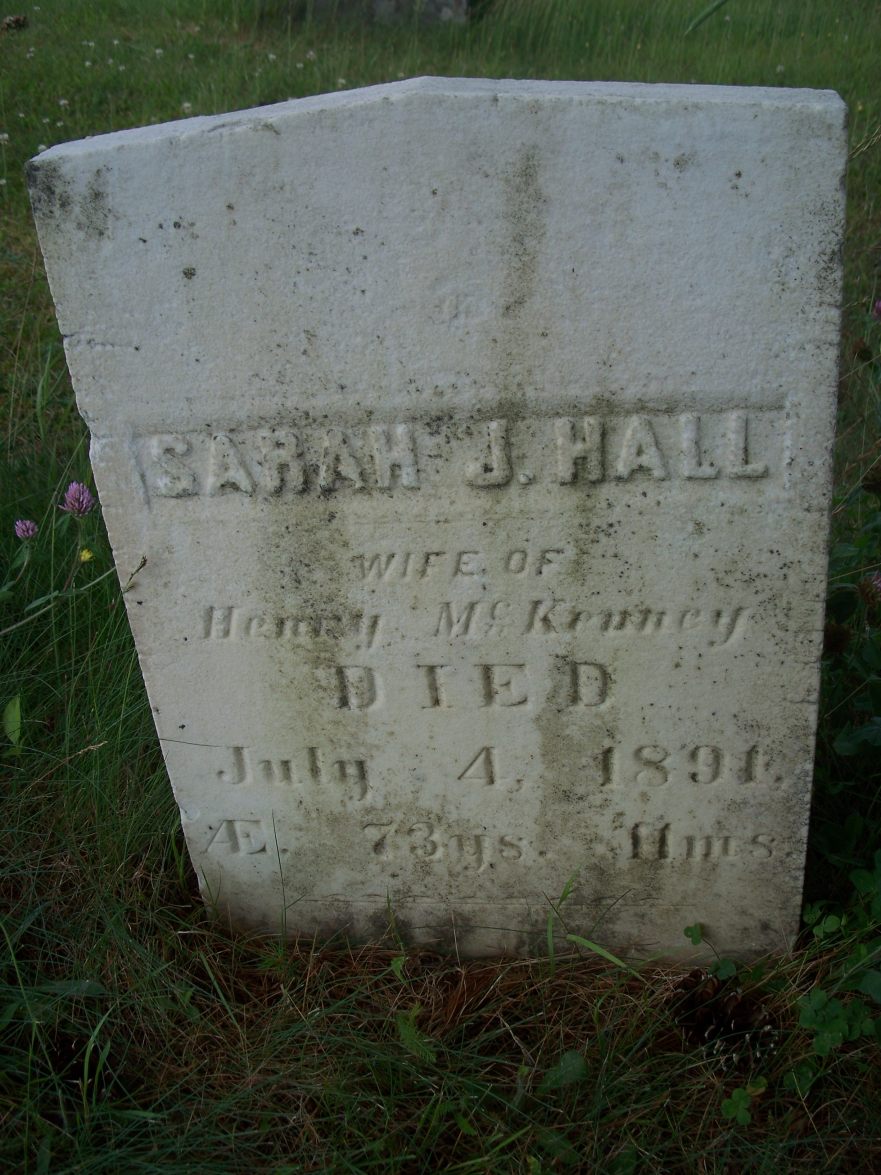 SARAH J. HALL
WIFE OF
Henry McKenney
DIED
July 4, 1891.
Æ. 73ys. 11ms.